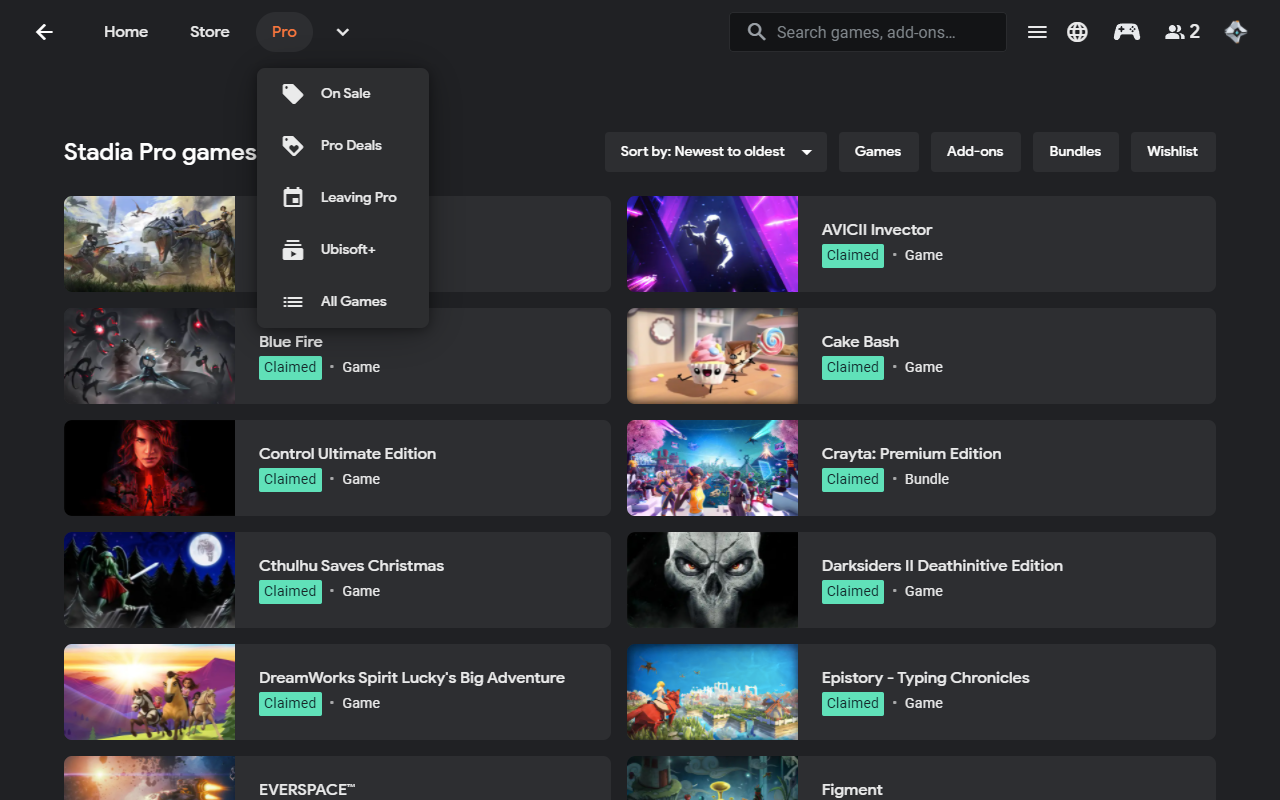 Home
Store
Pro
Search games, add-ons…
2
On Sale
Pro Deals
Leaving Pro
Ubisoft+
All Games
Stadia Pro games
Sort by: Newest to oldest
Games
Add-ons
Bundles
Wishlist
AVICII Invector
Claimed • Game
Blue Fire
Claimed • Game
Cake Bash
Claimed • Game
Control Ultimate Edition
Claimed • Game
Crayta: Premium Edition
Claimed • Bundle
Cthulhu Saves Christmas
Claimed • Game
Darksiders II Deathinitive Edition
Claimed • Game
DreamWorks Spirit Lucky's Big Adventure
Claimed • Game
Epistory - Typing Chronicles
Claimed • Game
EVERSPACE™
Figment